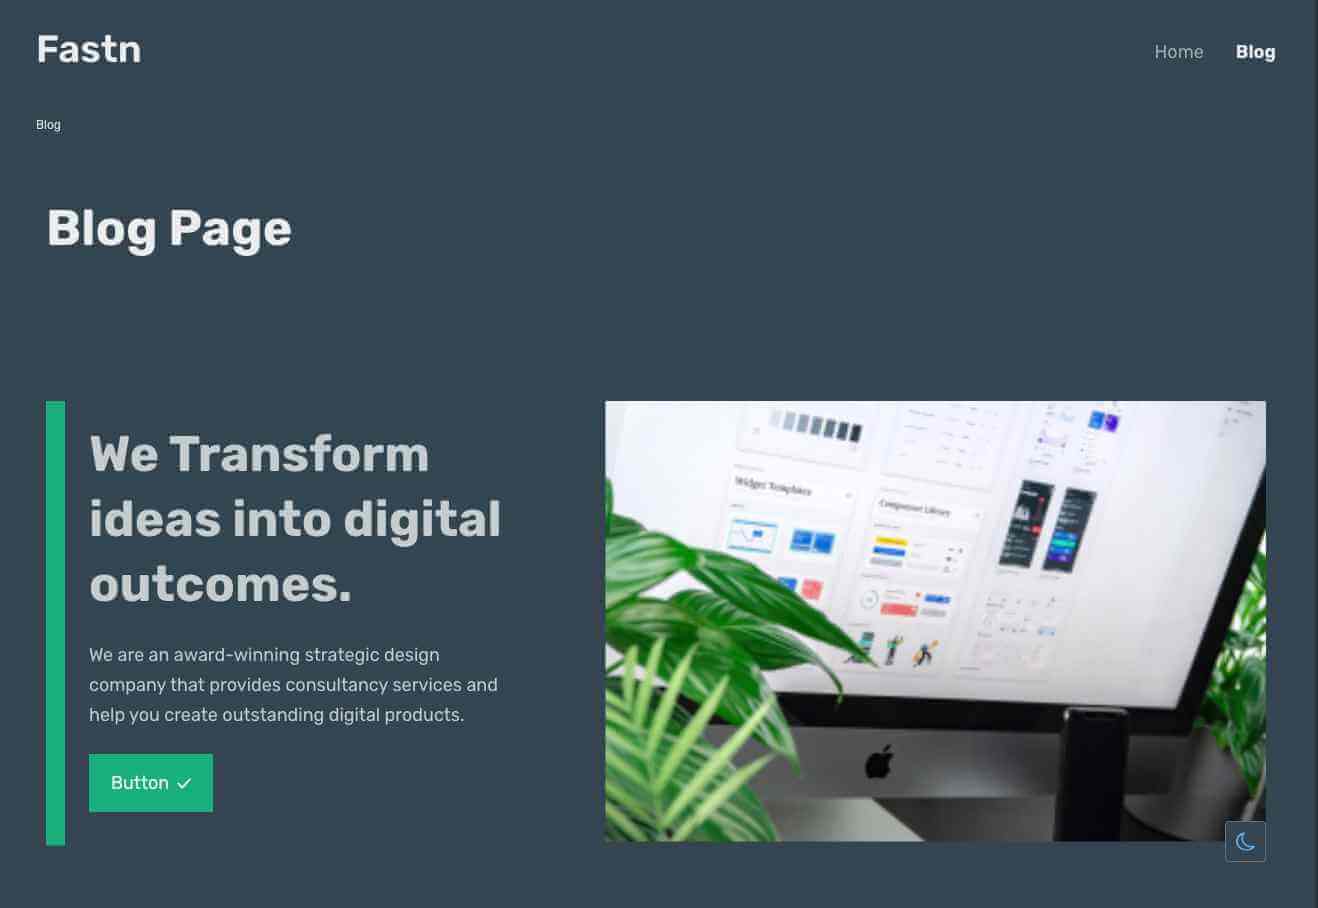 Fastn
Home Blog
Blog
Blog Page
We Transform
ideas into digital
outcomes.
We are an award-winning strategic design
company that provides consultancy services and
help you create outstanding digital products.
Button
Widget Templates
Component Library